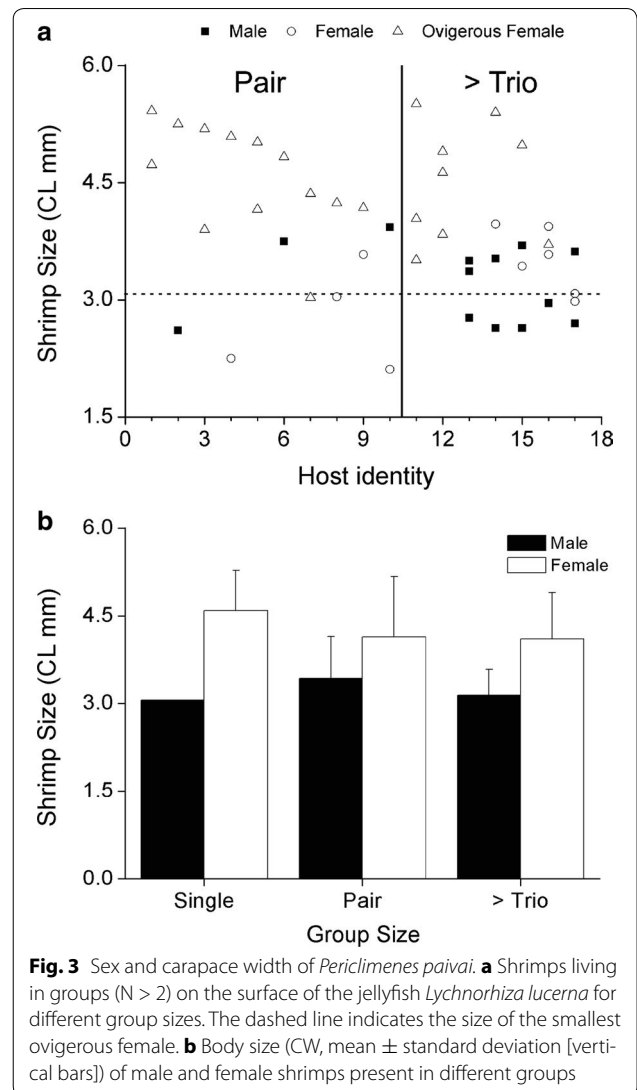 a
■ Male ○ Female △ Ovigerous Female
Pair
> Trio
6.0
4.5
3.0
1.5
Shrimp Size (CL mm)
0 3 6 9 12 15 18
Host identity
b
6.0
4.5
3.0
1.5
0.0
Shrimp Size (CL mm)
Male
Female
Single Pair > Trio
Group Size
Fig. 3 Sex and carapace width of Periclimenes paivai. a Shrimps living
in groups (N > 2) on the surface of the jellyfish Lychnorhiza lucerna for
different group sizes. The dashed line indicates the size of the smallest
ovigerous female. b Body size (CW, mean ± standard deviation [verti-
cal bars]) of male and female shrimps present in different groups